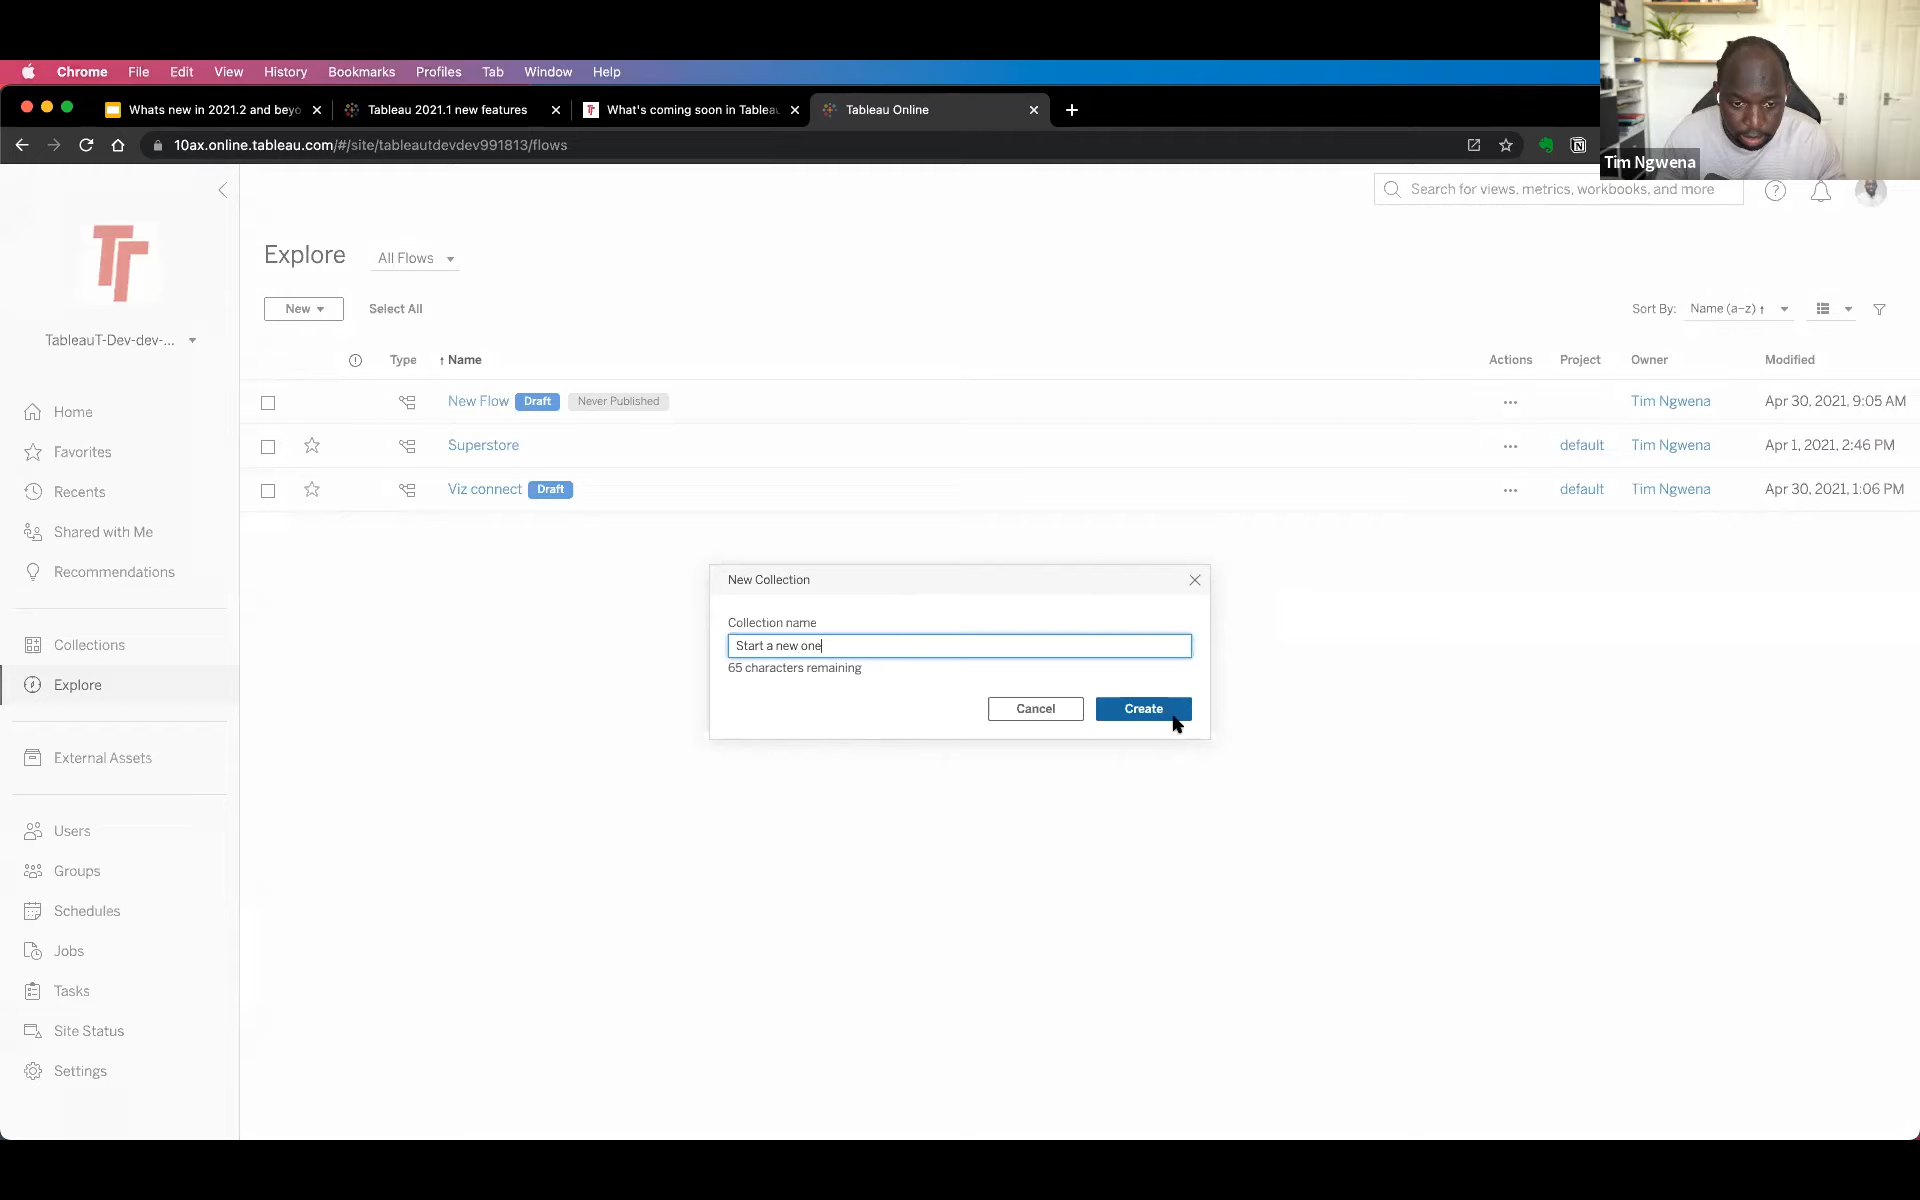 Chrome File Edit View History Bookmarks Profiles Tab Window Help
Whats new in 2021.2 and beyo
Tableau 2021.1 new features
What's coming soon in Tableau
Tableau Online
10ax.online.tableau.com/#/site/tableautdevdev991813/flows
Tim Ngwena
Search for views, metrics, workbooks, and more
TableauT-Dev-dev-...
Home
Favorites
Recents
Shared with Me
Recommendations
Collections
Explore
External Assets
Users
Groups
Schedules
Jobs
Tasks
Site Status
Settings
Explore All Flows
New Select All Sort By: Name (a–z) ↑
Type ↑ Name Actions Project Owner Modified
New Flow Draft Never Published ... Tim Ngwena Apr 30, 2021, 9:05 AM
Superstore ... default Tim Ngwena Apr 1, 2021, 2:46 PM
Viz connect Draft ... default Tim Ngwena Apr 30, 2021, 1:06 PM
New Collection
Collection name
Start a new one
65 characters remaining
Cancel Create